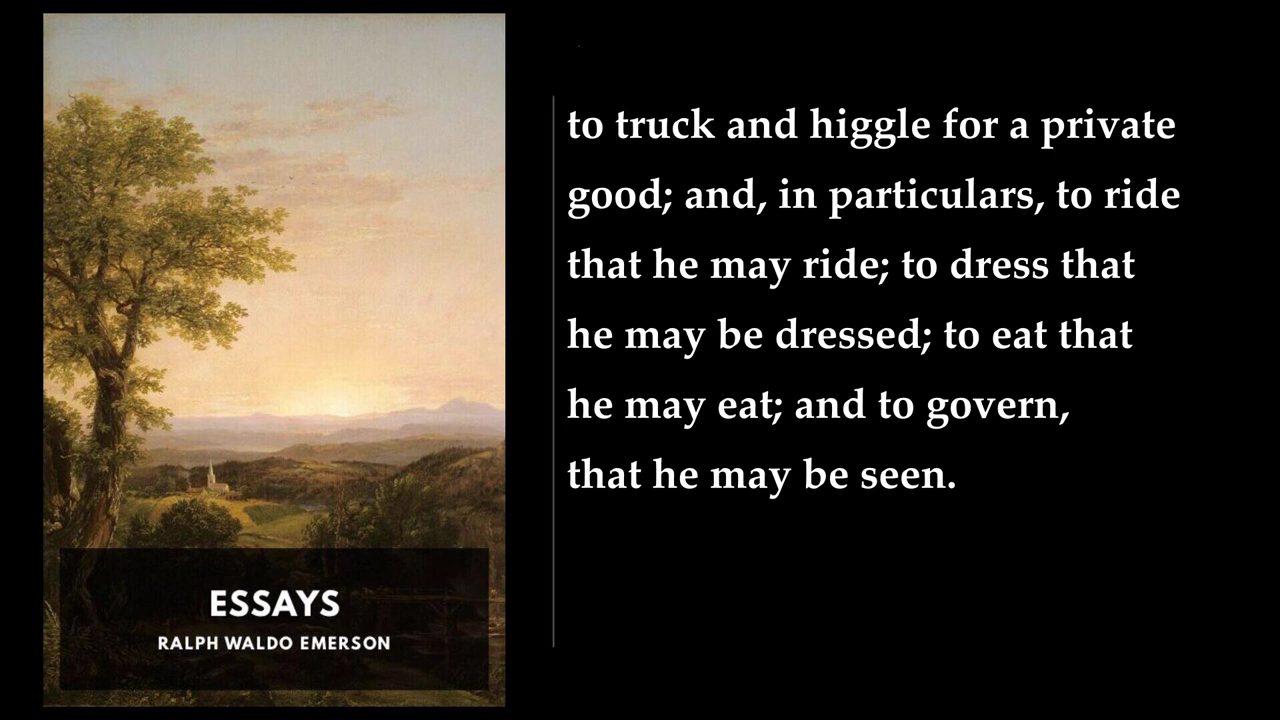 ESSAYS
RALPH WALDO EMERSON
to truck and higgle for a private
good; and, in particulars, to ride
that he may ride; to dress that
he may be dressed; to eat that
he may eat; and to govern,
that he may be seen.